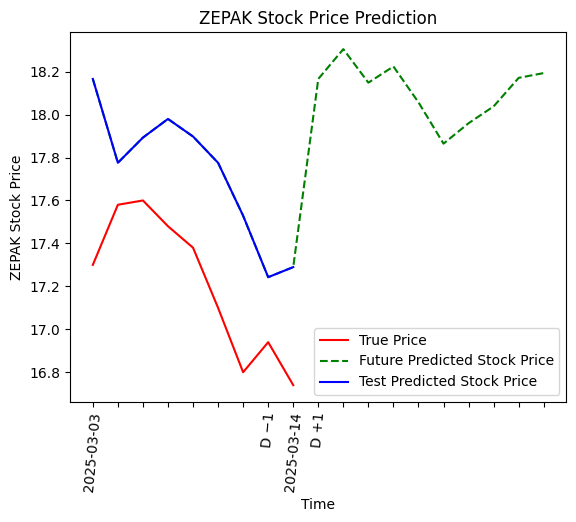 ZEPAK Stock Price Prediction
ZEPAK Stock Price
18.2
18.0
17.8
17.6
17.4
17.2
17.0
16.8
True Price
Future Predicted Stock Price
Test Predicted Stock Price
2025-03-03
D −1
2025-03-14
D +1
Time